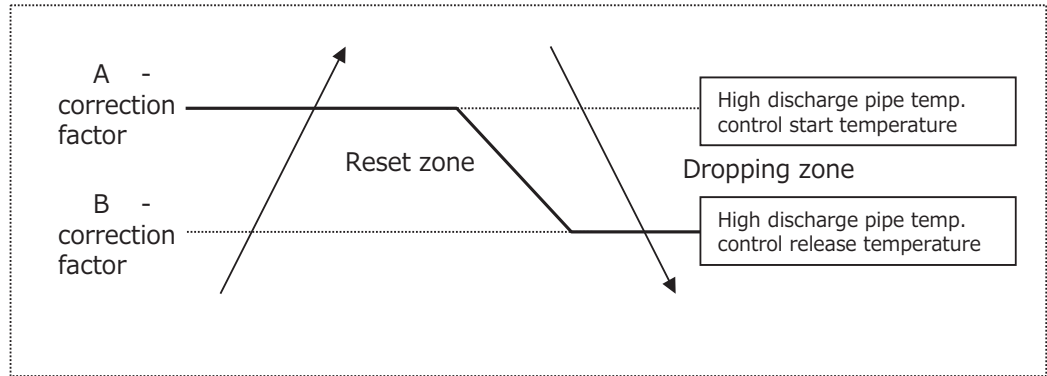 A -
correction
factor
High discharge pipe temp.
control start temperature
Reset zone
Dropping zone
B -
correction
factor
High discharge pipe temp.
control release temperature